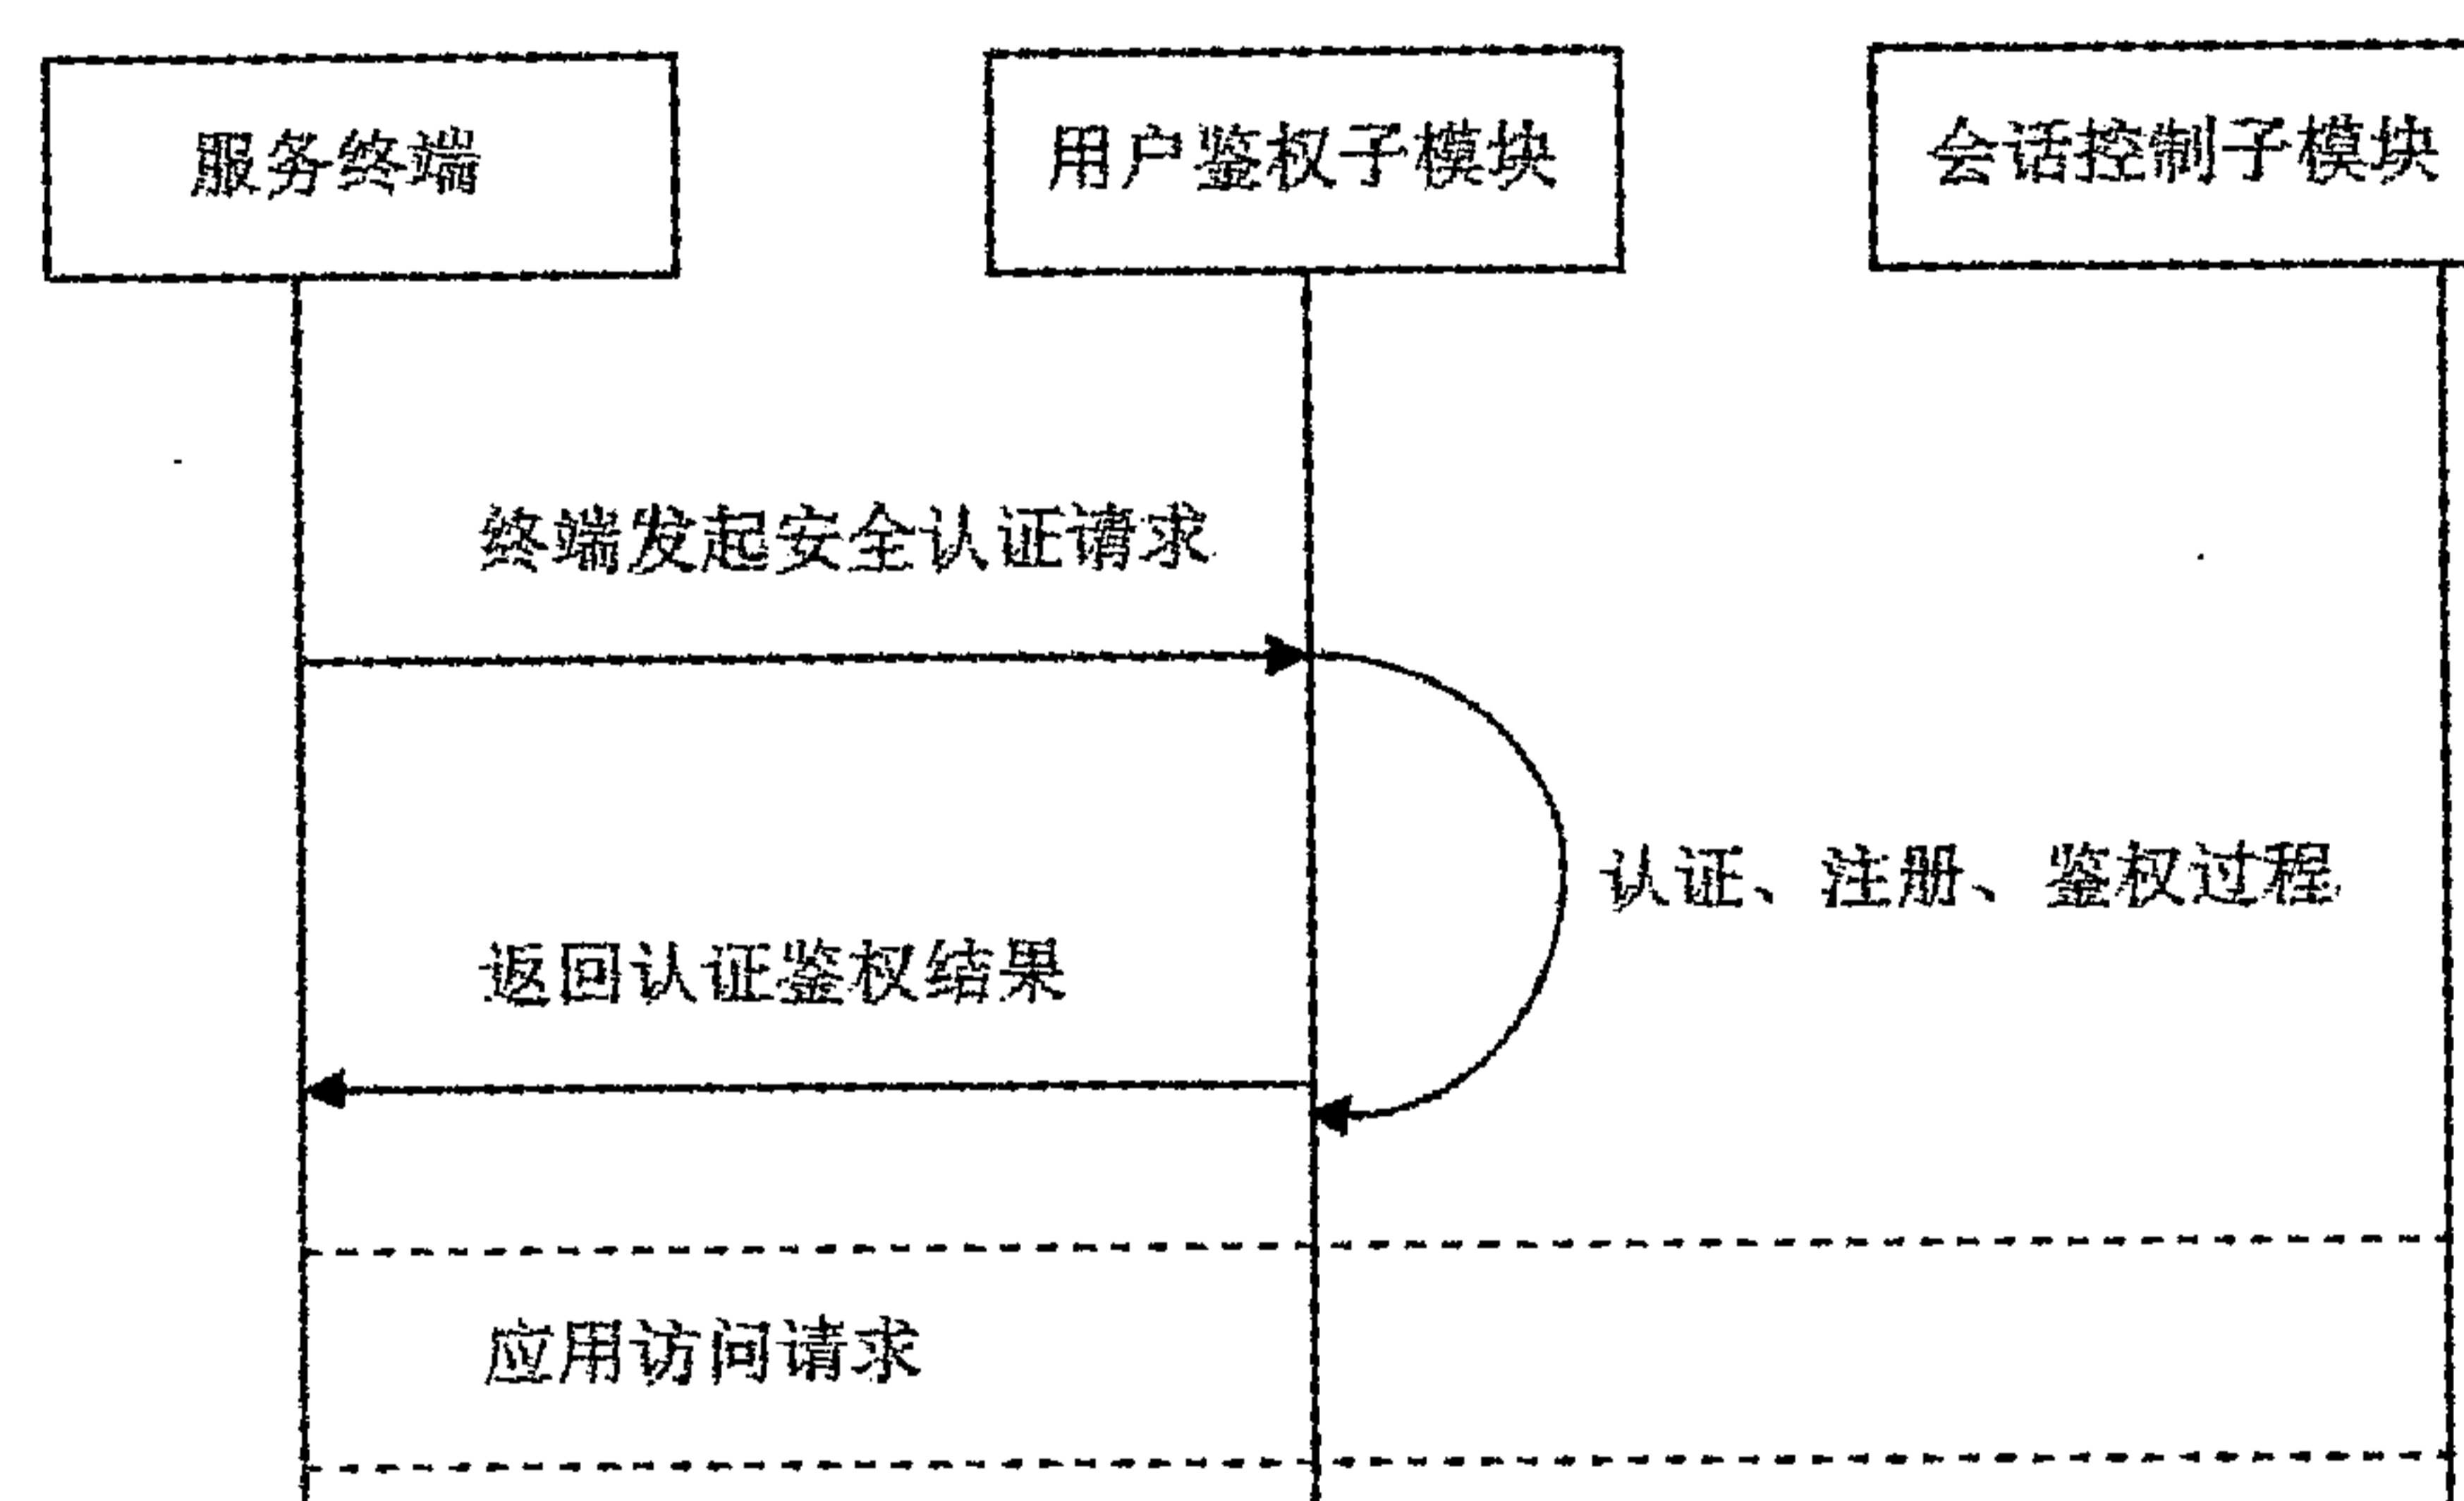 服务终端
用户鉴权子模块
会话控制子模块
终端发起安全认证请求
认证、注册、鉴权过程
返回认证鉴权结果
应用访问请求